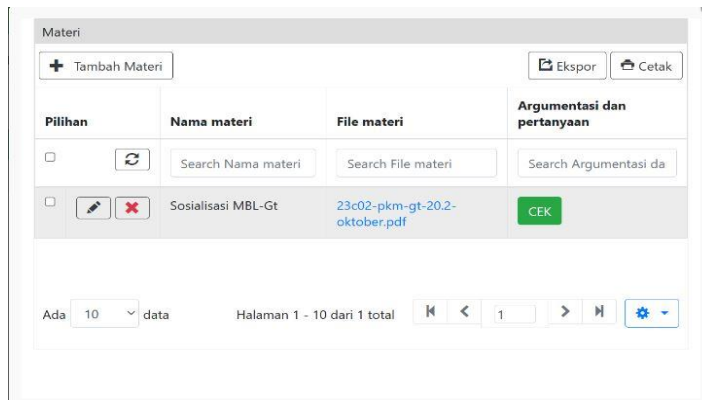 Materi
Tambah Materi
Ekspor
Cetak
Pilihan
Nama materi
File materi
Argumentasi dan
pertanyaan
Search Nama materi
Search File materi
Search Argumentasi da
Sosialisasi MBL-Gt
23c02-pkm-gt-20.2-
oktober.pdf
CEK
Ada 10 data
Halaman 1 - 10 dari 1 total
1